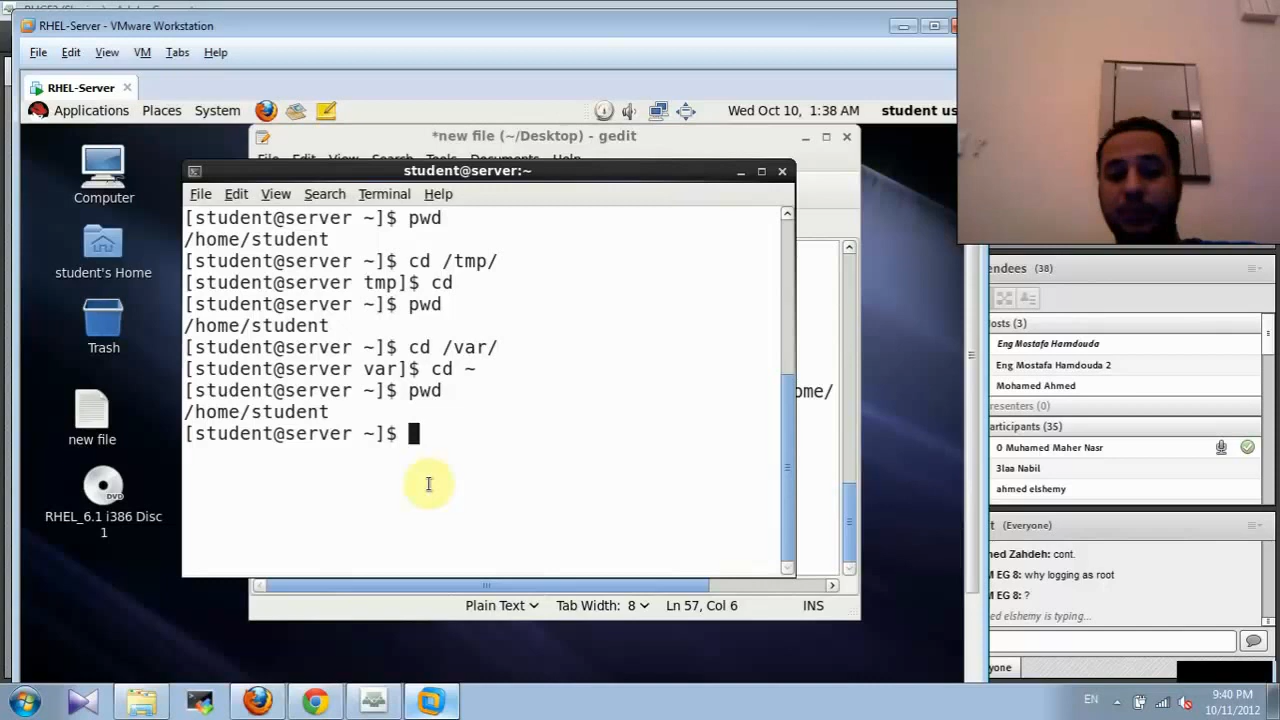 RHEL-Server - VMware Workstation
File Edit View VM Tabs Help
RHEL-Server
Applications Places System
Wed Oct 10, 1:38 AM student us
*new file (~/Desktop) - gedit
student@server:~
File Edit View Search Terminal Help
[student@server ~]$ pwd
/home/student
[student@server ~]$ cd /tmp/
[student@server tmp]$ cd
[student@server ~]$ pwd
/home/student
[student@server ~]$ cd /var/
[student@server var]$ cd ~
[student@server ~]$ pwd
/home/student
[student@server ~]$
ome/
Plain Text Tab Width: 8 Ln 57, Col 6 INS
Computer
student's Home
Trash
new file
DVD
RHEL_6.1 i386 Disc
1
endees (38)
osts (3)
Eng Mostafa Hamdouda
Eng Mostafa Hamdouda 2
Mohamed Ahmed
resenters (0)
articipants (35)
0 Muhamed Maher Nasr
3laa Nabil
ahmed elshemy
t (Everyone)
ned Zahdeh: cont.
M EG 8: why logging as root
M EG 8: ?
ed elshemy is typing...
yone
EN
9:40 PM
10/11/2012